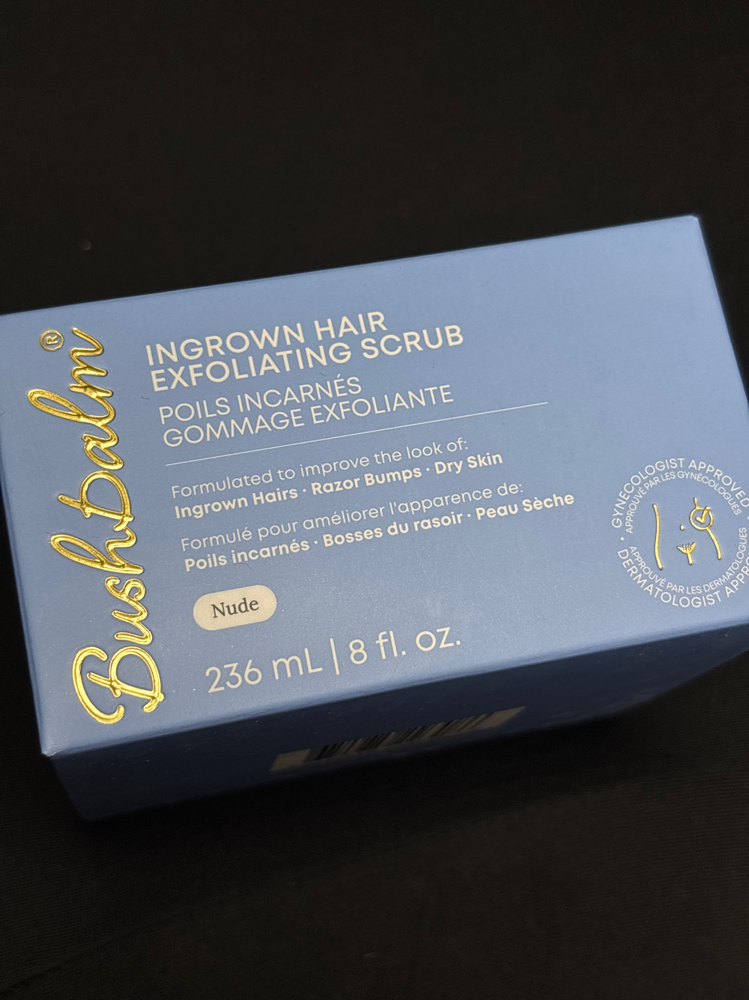 Bushbalm®
INGROWN HAIR
EXFOLIATING SCRUB
POILS INCARNÉS
GOMMAGE EXFOLIANTE
Formulated to improve the look of:
Ingrown Hairs · Razor Bumps · Dry Skin
Formulé pour améliorer l'apparence de:
Poils incarnés · Bosses du rasoir · Peau Sèche
Nude
236 mL | 8 fl. oz.
· GYNECOLOGIST APPROVED
APPROUVÉ PAR LES GYNÉCOLOGUES
APPROUVÉ PAR LES DERMATOLOGUES
DERMATOLOGIST APPRO